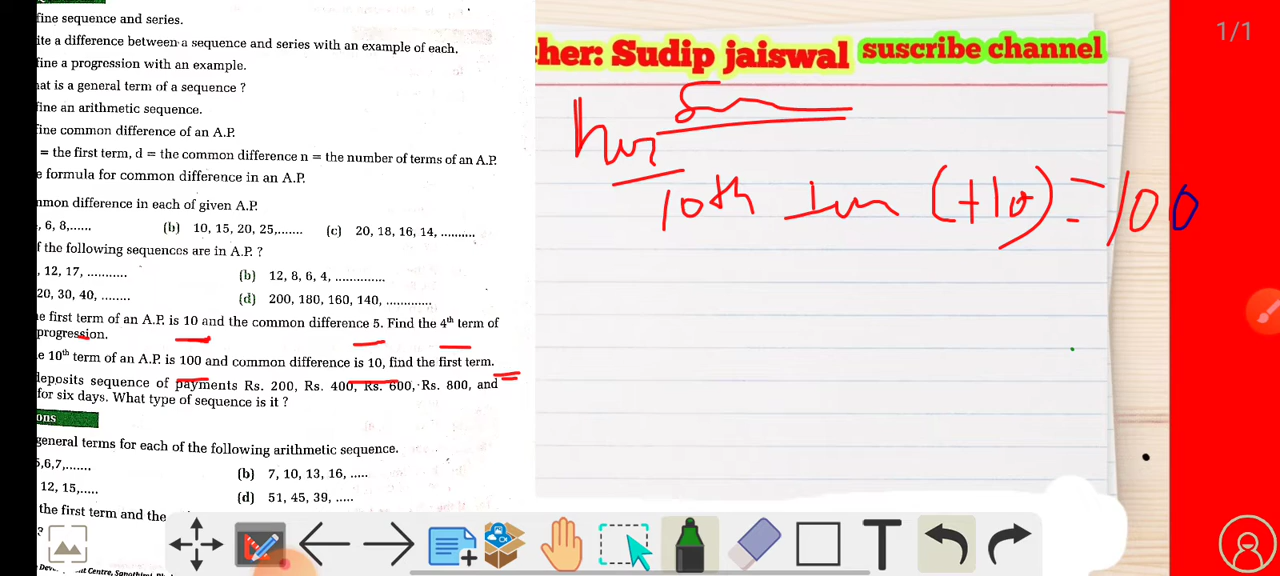 fine sequence and series.
ite a difference between a sequence and series with an example of each.
fine a progression with an example.
at is a general term of a sequence ?
fine an arithmetic sequence.
fine common difference of an A.P.
= the first term, d = the common difference n = the number of terms of an A.P.
e formula for common difference in an A.P.
mmon difference in each of given A.P.
, 6, 8,...... (b) 10, 15, 20, 25,....... (c) 20, 18, 16, 14, ..........
f the following sequences are in A.P. ?
, 12, 17, ........... (b) 12, 8, 6, 4, ..............
20, 30, 40, ........ (d) 200, 180, 160, 140, .............
e first term of an A.P. is 10 and the common difference 5. Find the 4th term of
progression.
e 10th term of an A.P. is 100 and common difference is 10, find the first term.
deposits sequence of payments Rs. 200, Rs. 400, Rs. 600, Rs. 800, and
for six days. What type of sequence is it ?
ons
general terms for each of the following arithmetic sequence.
5,6,7,....... (b) 7, 10, 13, 16, .....
12, 15,..... (d) 51, 45, 39, .....
the first term and the
?
t Centre, Sanothimi,
her: Sudip jaiswal suscribe channel
10th (t10) = 100
1/1
T